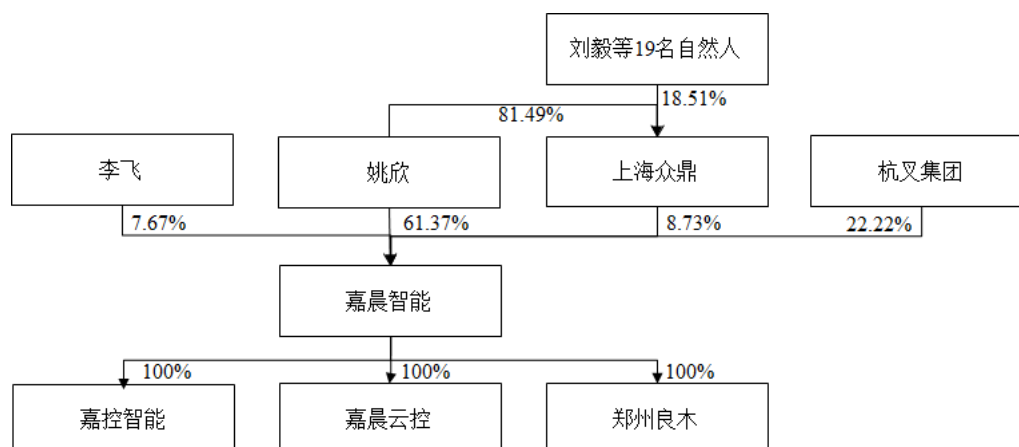 刘毅等19名自然人
18.51%
81.49%
李飞
姚欣
上海众鼎
杭叉集团
7.67%
61.37%
8.73%
22.22%
嘉晨智能
100%
100%
100%
嘉控智能
嘉晨云控
郑州良木